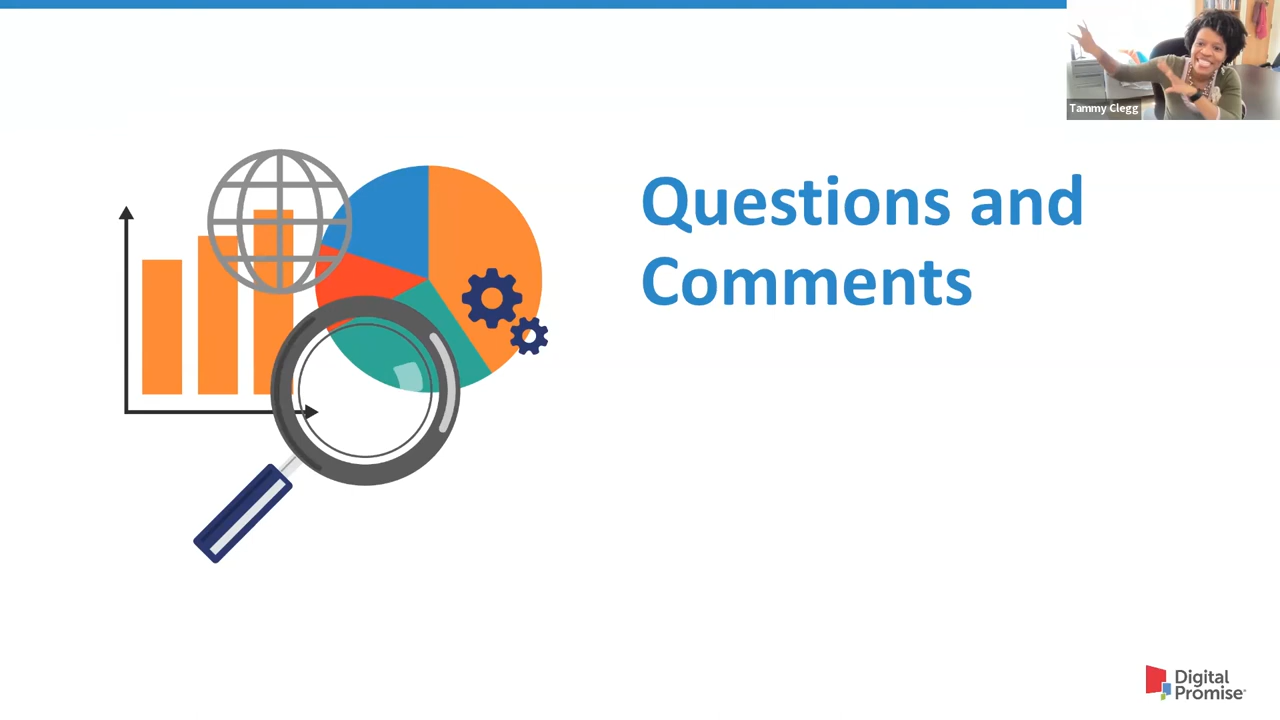 Tammy Clegg
Questions and
Comments
Digital
Promise